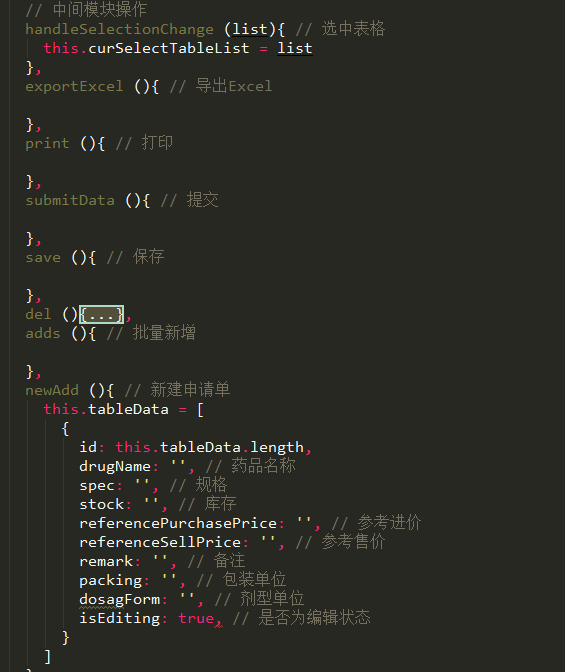 // 中间模块操作
handleSelectionChange (list){ // 选中表格
this.curSelectTableList = list
},
exportExcel (){ // 导出Excel
},
print (){ // 打印
},
submitData (){ // 提交
},
save (){ // 保存
},
del (){...},
adds (){ // 批量新增
},
newAdd (){ // 新建申请单
this.tableData = [
{
id: this.tableData.length,
drugName: '', // 药品名称
spec: '', // 规格
stock: '', // 库存
referencePurchasePrice: '', // 参考进价
referenceSellPrice: '', // 参考售价
remark: '', // 备注
packing: '', // 包装单位
dosagForm: '', // 剂型单位
isEditing: true, // 是否为编辑状态
}
]